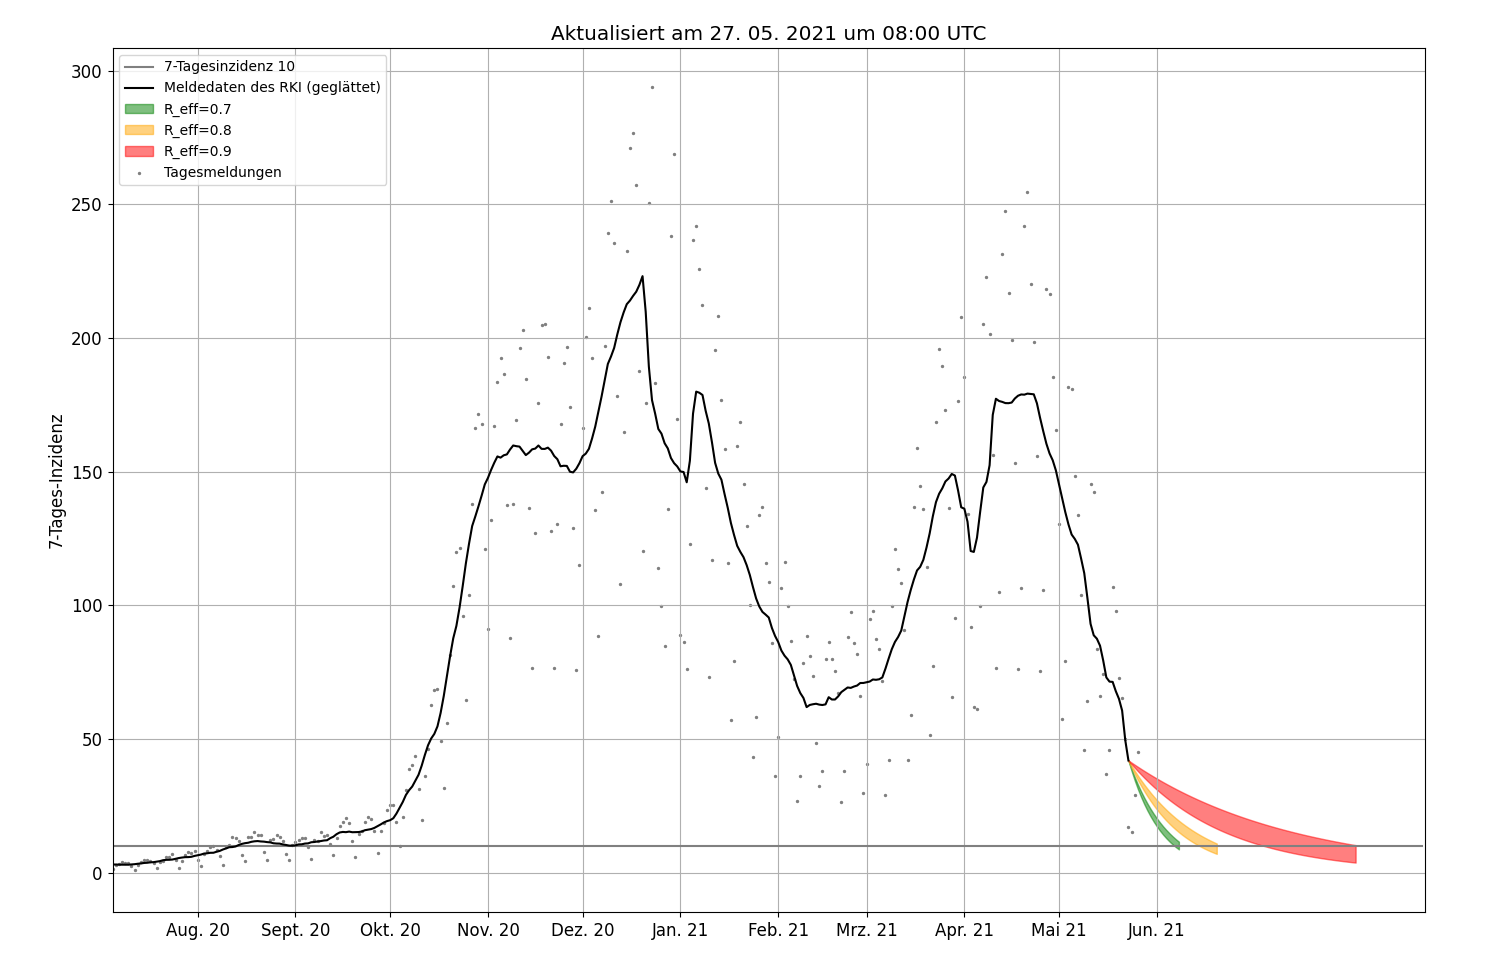 Aktualisiert am 27. 05. 2021 um 08:00 UTC
7-Tagesinzidenz 10
Meldedaten des RKI (geglättet)
R_eff=0.7
R_eff=0.8
R_eff=0.9
Tagesmeldungen
7-Tages-Inzidenz
300
250
200
150
100
50
0
Aug. 20 Sept. 20 Okt. 20 Nov. 20 Dez. 20 Jan. 21 Feb. 21 Mrz. 21 Apr. 21 Mai 21 Jun. 21